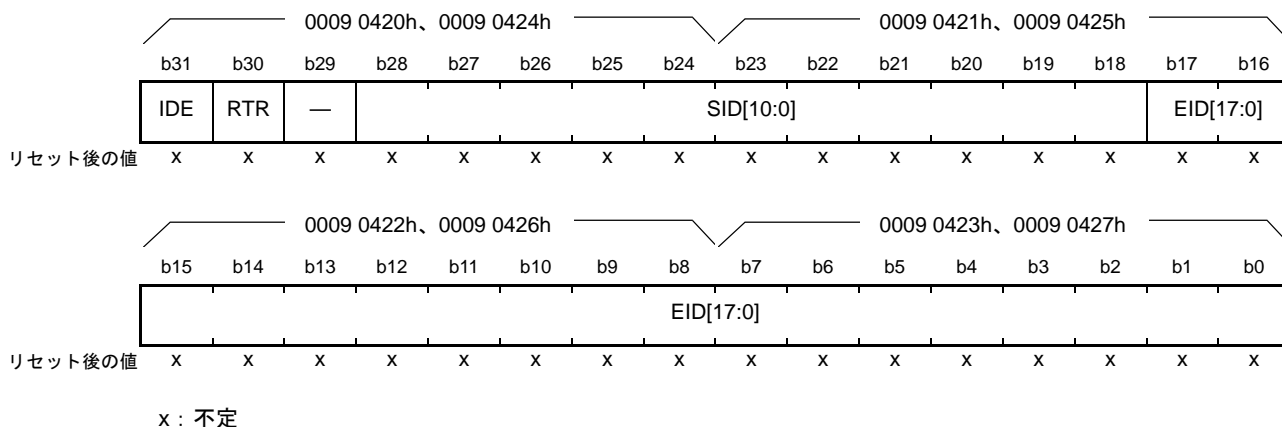 0009 0420h、0009 0424h 0009 0421h、0009 0425h
b31 b30 b29 b28 b27 b26 b25 b24 b23 b22 b21 b20 b19 b18 b17 b16
IDE RTR — SID[10:0] EID[17:0]
リセット後の値 x x x x x x x x x x x x x x x x
0009 0422h、0009 0426h 0009 0423h、0009 0427h
b15 b14 b13 b12 b11 b10 b9 b8 b7 b6 b5 b4 b3 b2 b1 b0
EID[17:0]
リセット後の値 x x x x x x x x x x x x x x x x
x : 不定